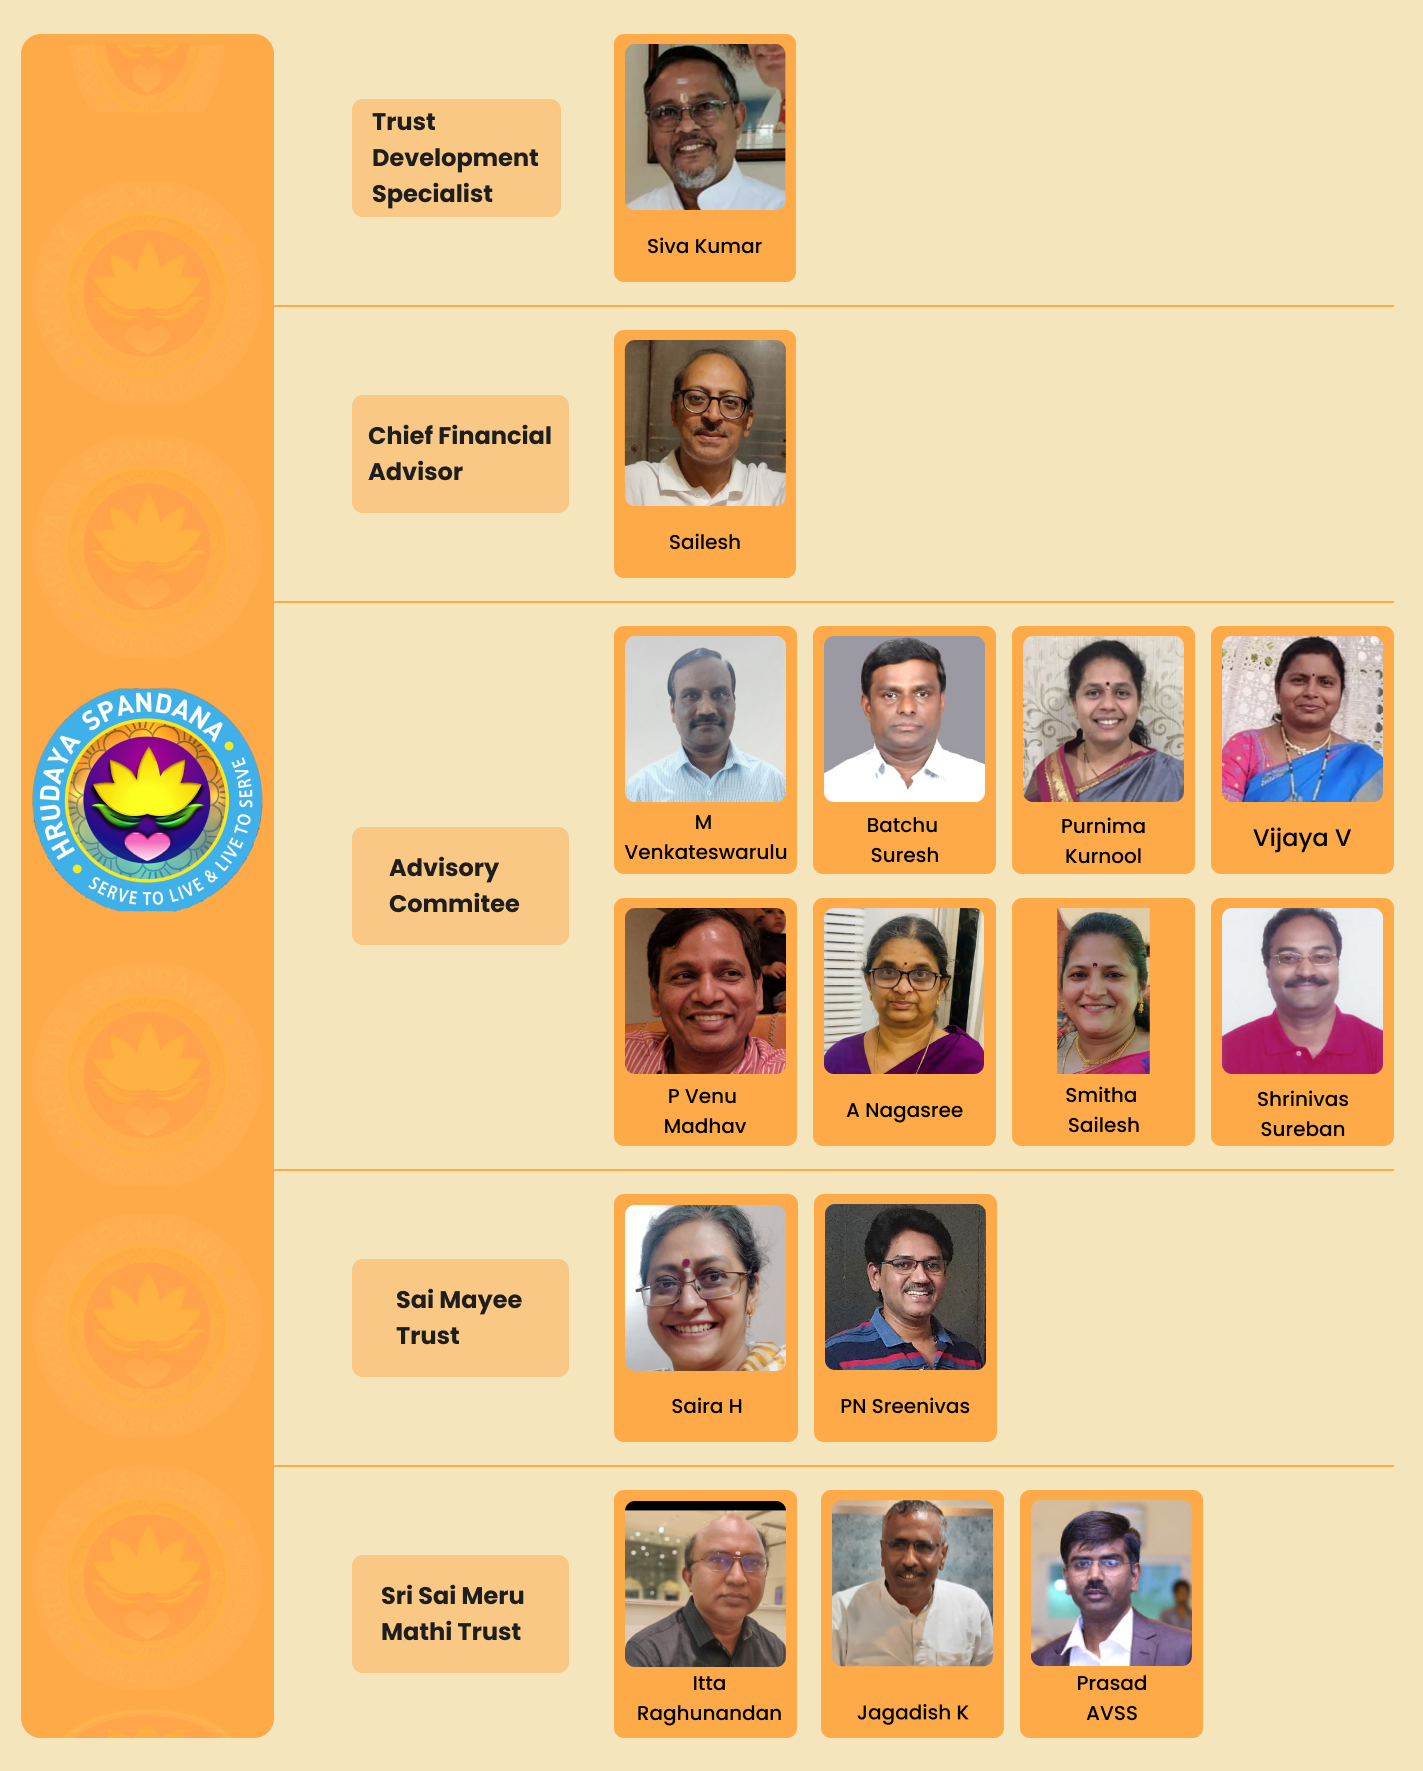 HRUDAYA SPANDANA
SERVE TO LIVE & LIVE TO SERVE
Trust
Development
Specialist
Siva Kumar
Chief Financial
Advisor
Sailesh
Advisory
Commitee
M
Venkateswarulu
Batchu
Suresh
Purnima
Kurnool
Vijaya V
P Venu
Madhav
A Nagasree
Smitha
Sailesh
Shrinivas
Sureban
Sai Mayee
Trust
Saira H
PN Sreenivas
Sri Sai Meru
Mathi Trust
Itta
Raghunandan
Jagadish K
Prasad
AVSS